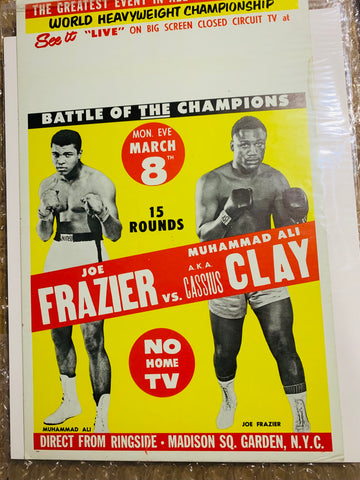 THE GREATEST EVENT IN
WORLD HEAVYWEIGHT CHAMPIONSHIP
See it "LIVE" ON BIG SCREEN CLOSED CIRCUIT TV at
BATTLE OF THE CHAMPIONS
MON. EVE
MARCH
8TH
15
ROUNDS
JOE
FRAZIER
VS.
MUHAMMAD ALI
A.K.A.
CASSIUS
CLAY
NO
HOME
TV
MUHAMMAD ALI
JOE FRAZIER
DIRECT FROM RINGSIDE • MADISON SQ. GARDEN, N.Y.C.